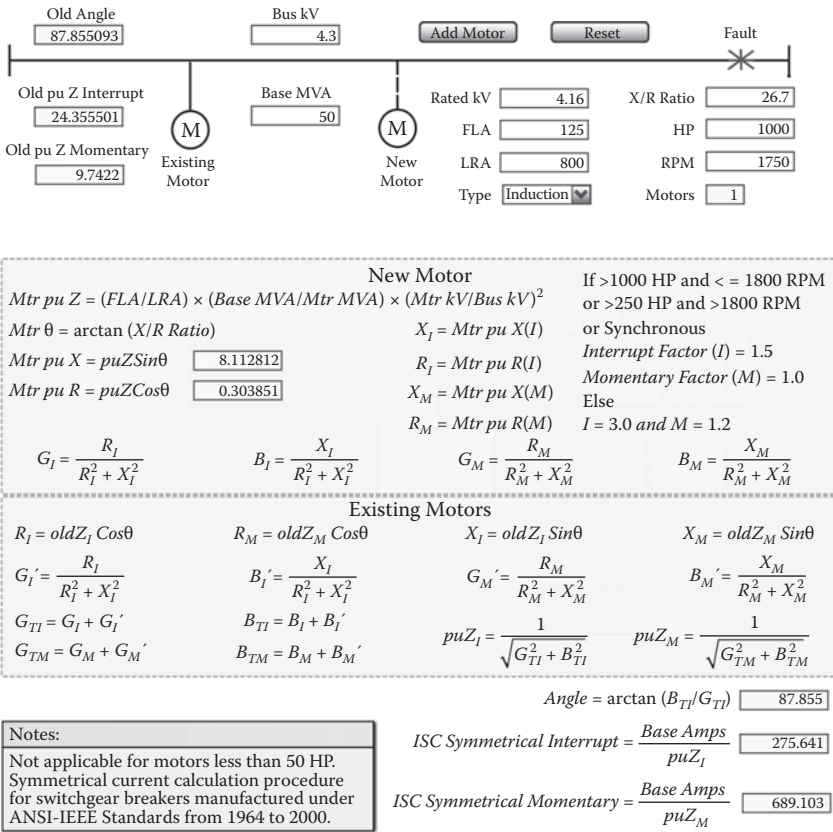 Old Angle
87.855093
Bus kV
4.3
Add Motor
Reset
Fault
Old pu Z Interrupt
24.355501
Old pu Z Momentary
9.7422
M
Existing
Motor
Base MVA
50
M
New
Motor
Rated kV 4.16
FLA 125
LRA 800
Type Induction
X/R Ratio 26.7
HP 1000
RPM 1750
Motors 1
New Motor
Mtr pu Z = (FLA/LRA) × (Base MVA/Mtr MVA) × (Mtr kV/Bus kV)²
Mtr θ = arctan (X/R Ratio)
Mtr pu X = puZSinθ 8.112812
Mtr pu R = puZCosθ 0.303851
X_I = Mtr pu X(I)
R_I = Mtr pu R(I)
X_M = Mtr pu X(M)
R_M = Mtr pu R(M)
If >1000 HP and < = 1800 RPM
or >250 HP and >1800 RPM
or Synchronous
Interrupt Factor (I) = 1.5
Momentary Factor (M) = 1.0
Else
I = 3.0 and M = 1.2
G_I = R_I / (R_I² + X_I²)
B_I = X_I / (R_I² + X_I²)
G_M = R_M / (R_M² + X_M²)
B_M = X_M / (R_M² + X_M²)
Existing Motors
R_I = oldZ_I Cosθ
R_M = oldZ_M Cosθ
X_I = oldZ_I Sinθ
X_M = oldZ_M Sinθ
G_I′ = R_I / (R_I² + X_I²)
B_I′ = X_I / (R_I² + X_I²)
G_M′ = R_M / (R_M² + X_M²)
B_M′ = X_M / (R_M² + X_M²)
G_TI = G_I + G_I′
B_TI = B_I + B_I′
G_TM = G_M + G_M′
B_TM = B_M + B_M′
puZ_I = 1 / √(G_TI² + B_TI²)
puZ_M = 1 / √(G_TM² + B_TM²)
Angle = arctan (B_TI/G_TI) 87.855
ISC Symmetrical Interrupt = Base Amps / puZ_I 275.641
ISC Symmetrical Momentary = Base Amps / puZ_M 689.103
Notes:
Not applicable for motors less than 50 HP.
Symmetrical current calculation procedure
for switchgear breakers manufactured under
ANSI-IEEE Standards from 1964 to 2000.